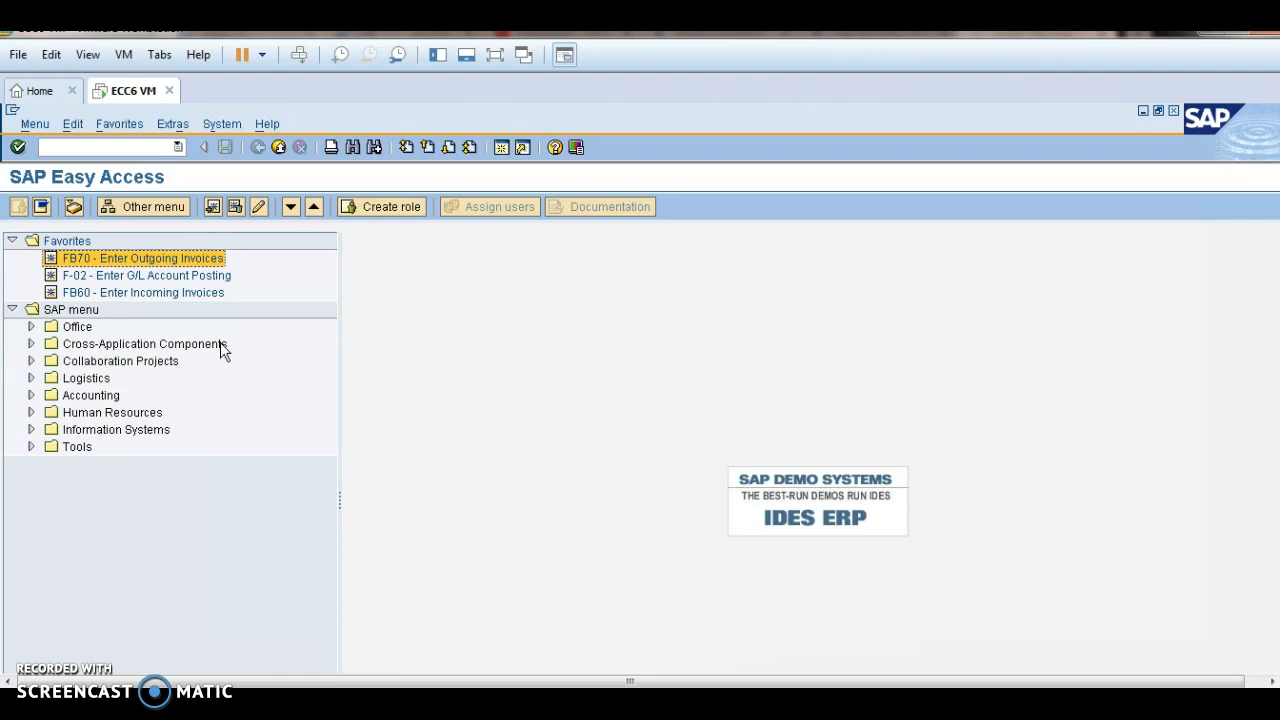 File Edit View VM Tabs Help
Home ECC6 VM
Menu Edit Favorites Extras System Help
SAP
SAP Easy Access
Other menu Create role Assign users Documentation
Favorites
FB70 - Enter Outgoing Invoices
F-02 - Enter G/L Account Posting
FB60 - Enter Incoming Invoices
SAP menu
Office
Cross-Application Components
Collaboration Projects
Logistics
Accounting
Human Resources
Information Systems
Tools
SAP DEMO SYSTEMS
THE BEST-RUN DEMOS RUN IDES
IDES ERP
RECORDED WITH
SCREENCAST MATIC